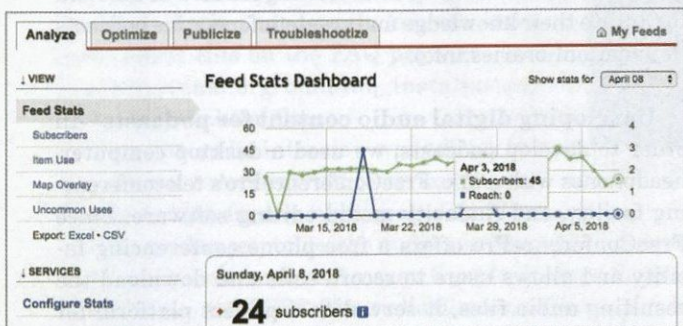 Analyze Optimize Publicize Troubleshootize My Feeds
↓ VIEW
Feed Stats Dashboard
Show stats for April 08
Feed Stats
Subscribers
Item Use
Map Overlay
Uncommon Uses
Export: Excel • CSV
60 4
45 3
30 2
15 1
0 0
Apr 3, 2018
Subscribers: 45
Reach: 0
Mar 15, 2018 Mar 22, 2018 Mar 29, 2018 Apr 5, 2018
↓ SERVICES
Configure Stats
Sunday, April 8, 2018
• 24 subscribers